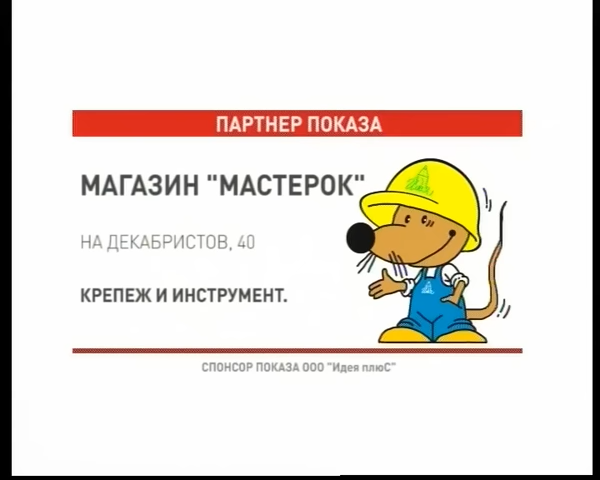 ПАРТНЕР ПОКАЗА
МАГАЗИН "МАСТЕРОК"
НА ДЕКАБРИСТОВ, 40
КРЕПЕЖ И ИНСТРУМЕНТ.
СПОНСОР ПОКАЗА ООО "Идея плюС"